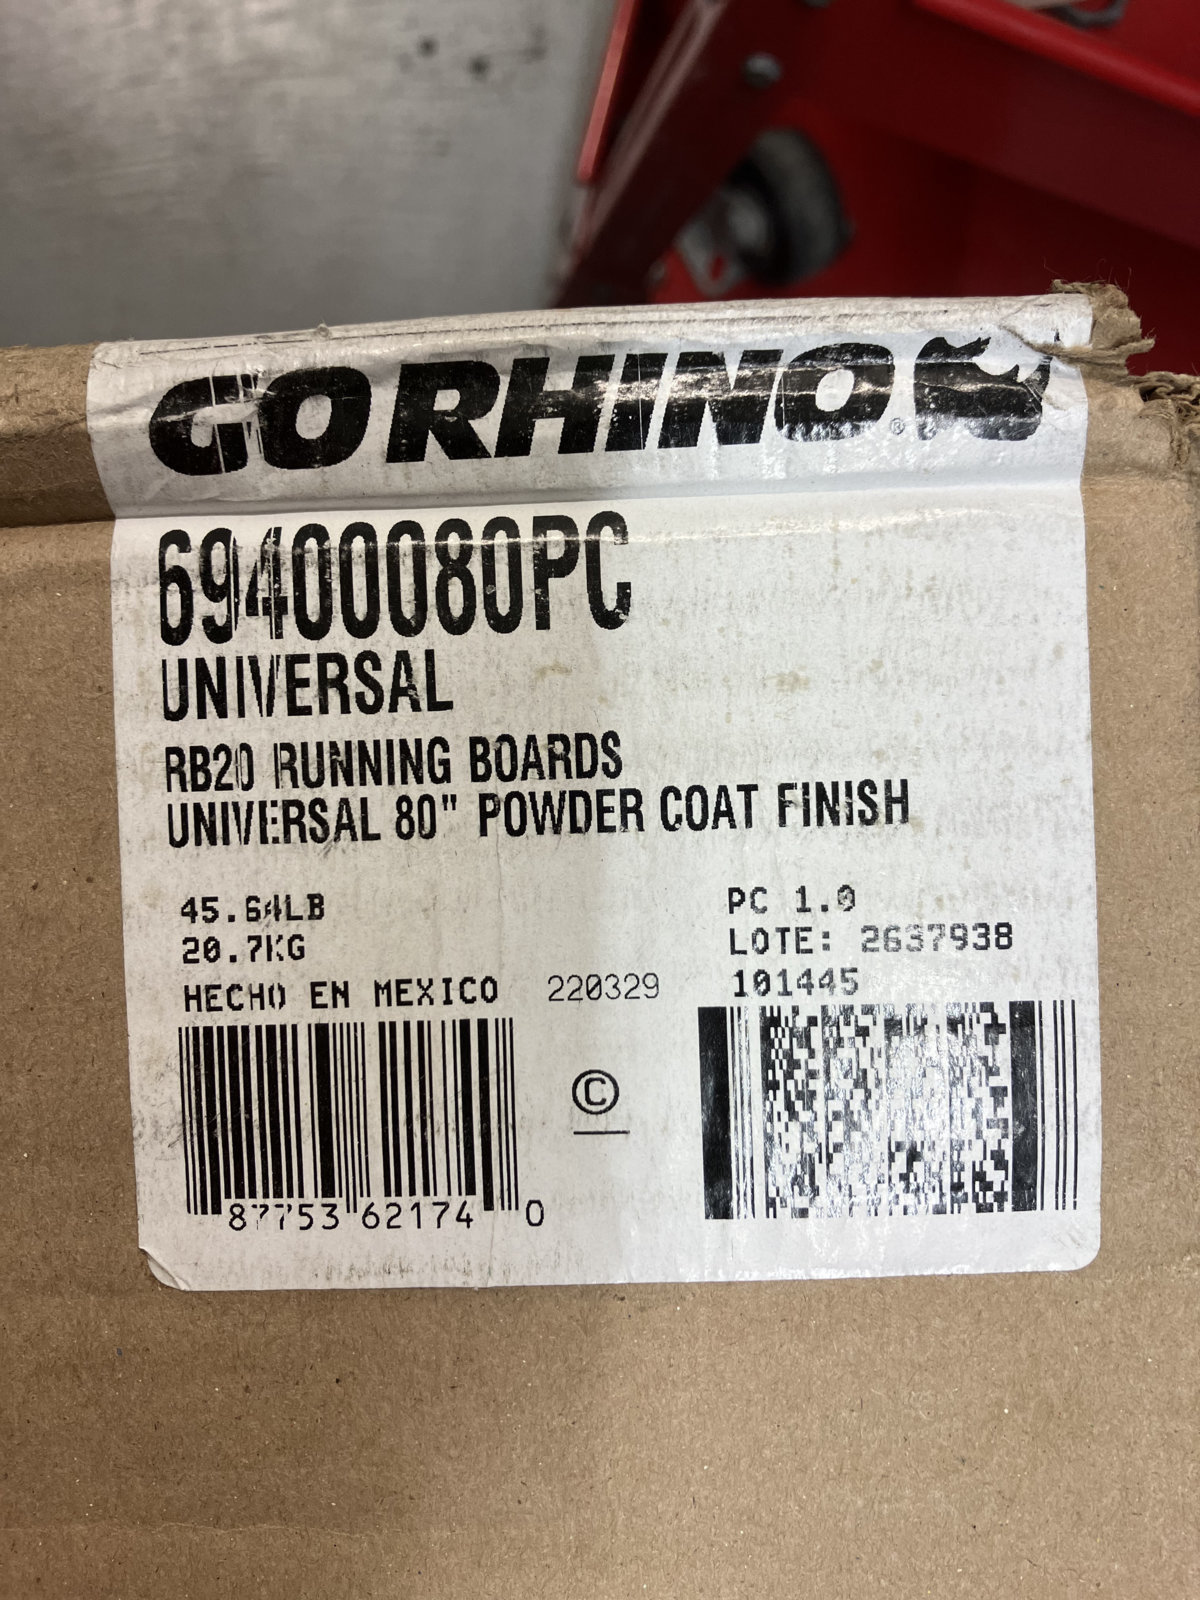 GO RHINO®
69400080PC
UNIVERSAL
RB20 RUNNING BOARDS
UNIVERSAL 80" POWDER COAT FINISH
45.64LB
20.7KG
HECHO EN MEXICO 220329
PC 1.0
LOTE: 2637938
101445
©
87753 62174 0